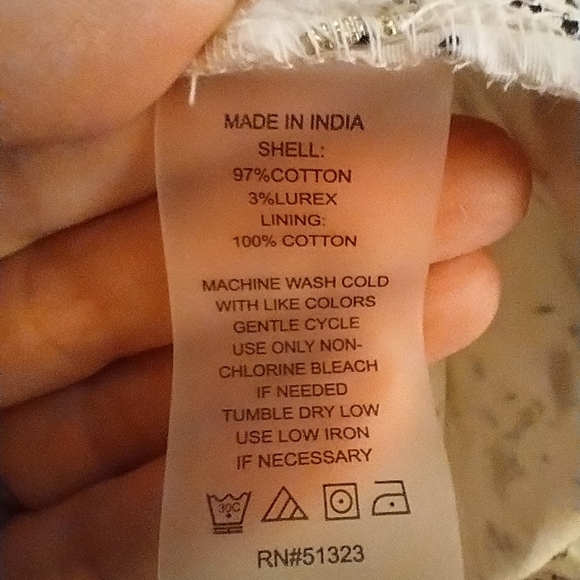 MADE IN INDIA
SHELL:
97%COTTON
3%LUREX
LINING:
100% COTTON
MACHINE WASH COLD
WITH LIKE COLORS
GENTLE CYCLE
USE ONLY NON-
CHLORINE BLEACH
IF NEEDED
TUMBLE DRY LOW
USE LOW IRON
IF NECESSARY
30C
RN#51323